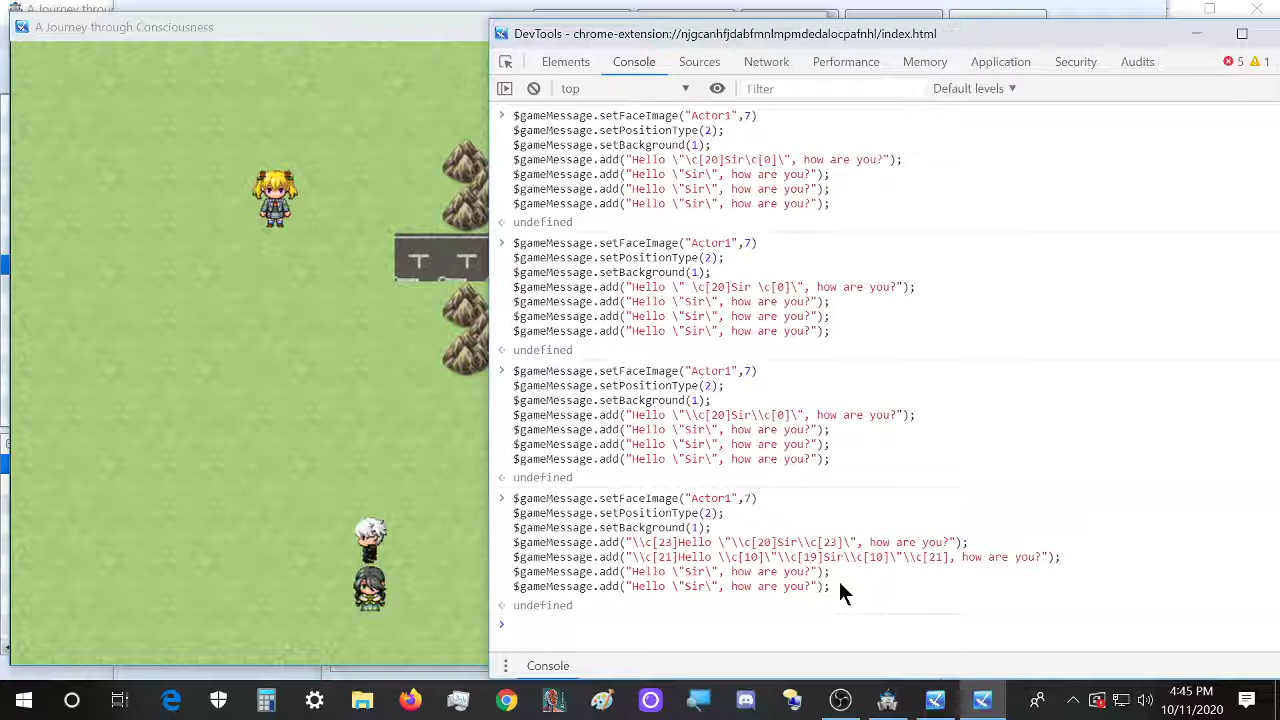 A Journey throu
A Journey through Consciousness
DevTools - chrome-extension://njgcanhfjdabfmnlmpmdedalocpafnhl/index.html
Elements Console Sources Network Performance Memory Application Security Audits 5 1
top Filter Default levels
$gameMessage.setFaceImage("Actor1",7)
$gameMessage.setPositionType(2);
$gameMessage.setBackground(1);
$gameMessage.add("Hello \"\c[20]Sir\c[0]\", how are you?");
$gameMessage.add("Hello \"Sir\", how are you?");
$gameMessage.add("Hello \"Sir\", how are you?");
$gameMessage.add("Hello \"Sir\", how are you?");
undefined
$gameMessage.setFaceImage("Actor1",7)
$gameMessage.setPositionType(2);
$gameMessage.setBackground(1);
$gameMessage.add("Hello \" \c[20]Sir \c[0]\", how are you?");
$gameMessage.add("Hello \"Sir\", how are you?");
$gameMessage.add("Hello \"Sir\", how are you?");
$gameMessage.add("Hello \"Sir\", how are you?");
undefined
$gameMessage.setFaceImage("Actor1",7)
$gameMessage.setPositionType(2);
$gameMessage.setBackground(1);
$gameMessage.add("Hello \"\\c[20]Sir\\c[0]\", how are you?");
$gameMessage.add("Hello \"Sir\", how are you?");
$gameMessage.add("Hello \"Sir\", how are you?");
$gameMessage.add("Hello \"Sir\", how are you?");
undefined
$gameMessage.setFaceImage("Actor1",7)
$gameMessage.setPositionType(2);
$gameMessage.setBackground(1);
$gameMessage.add("\\c[23]Hello \"\\c[20]Sir\\c[23]\", how are you?");
$gameMessage.add("\\c[21]Hello \\c[10]\"\\c[19]Sir\\c[10]\"\\c[21], how are you?");
$gameMessage.add("Hello \"Sir\", how are you?");
$gameMessage.add("Hello \"Sir\", how are you?");
undefined
Console
4:45 PM
10/11/2020